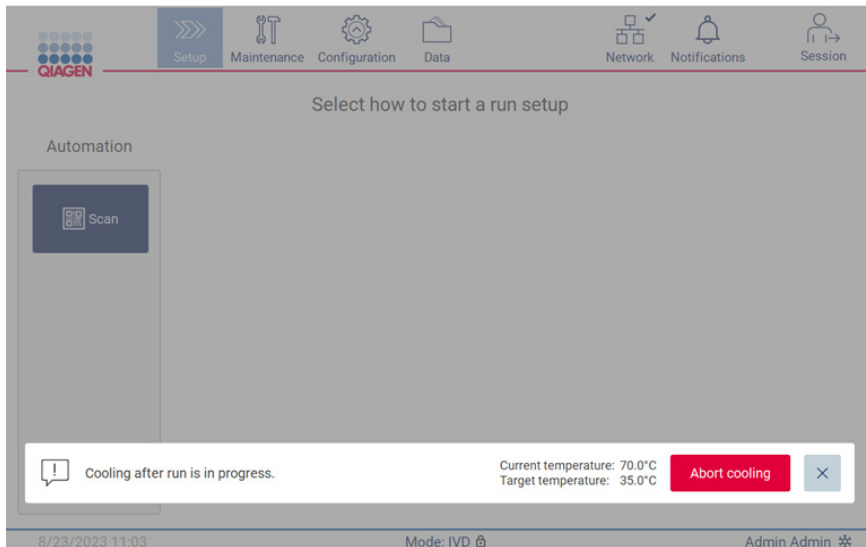 QIAGEN
Setup
Maintenance
Configuration
Data
Network
Notifications
Session
Select how to start a run setup
Automation
Scan
Cooling after run is in progress.
Current temperature: 70.0°C
Target temperature: 35.0°C
Abort cooling
8/23/2023 11:03
Mode: IVD
Admin Admin